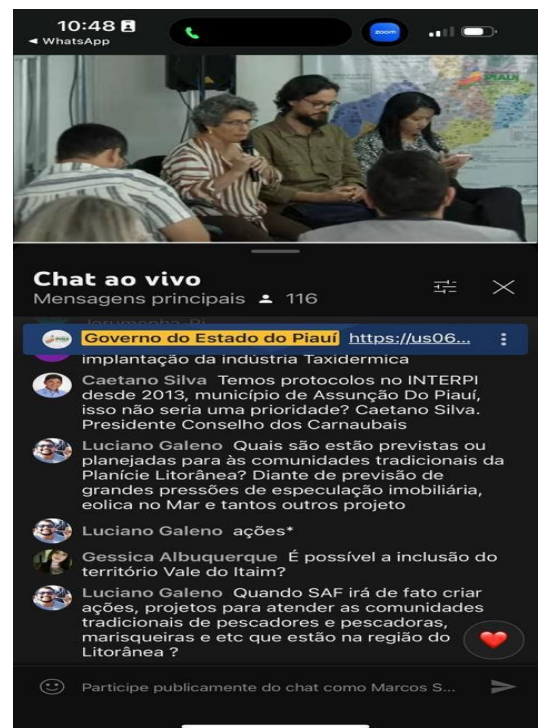 10:48
◄ WhatsApp
zoom
PIAUÍ
Chat ao vivo
Mensagens principais 116
Governo do Estado do Piauí https://us06...
implantação da indústria Taxidermica
Caetano Silva Temos protocolos no INTERPI
desde 2013, município de Assunção Do Piauí,
isso não seria uma prioridade? Caetano Silva.
Presidente Conselho dos Carnaubais
Luciano Galeno Quais são estão previstas ou
planejadas para às comunidades tradicionais da
Planície Litorânea? Diante de previsão de
grandes pressões de especulação imobiliária,
eolica no Mar e tantos outros projeto
Luciano Galeno ações*
Gessica Albuquerque É possível a inclusão do
território Vale do Itaim?
Luciano Galeno Quando SAF irá de fato criar
ações, projetos para atender as comunidades
tradicionais de pescadores e pescadoras,
marisqueiras e etc que estão na região do
Litorânea ?
Participe publicamente do chat como Marcos S...